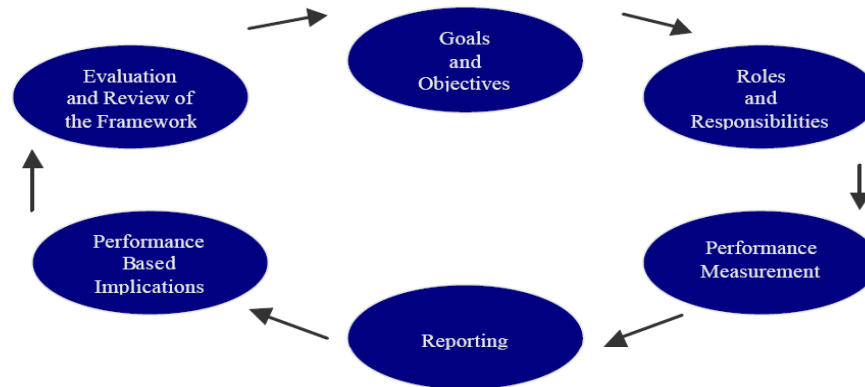 Goals
and
Objectives
Roles
and
Responsibilities
Performance
Measurement
Reporting
Performance
Based
Implications
Evaluation
and Review of
the Framework